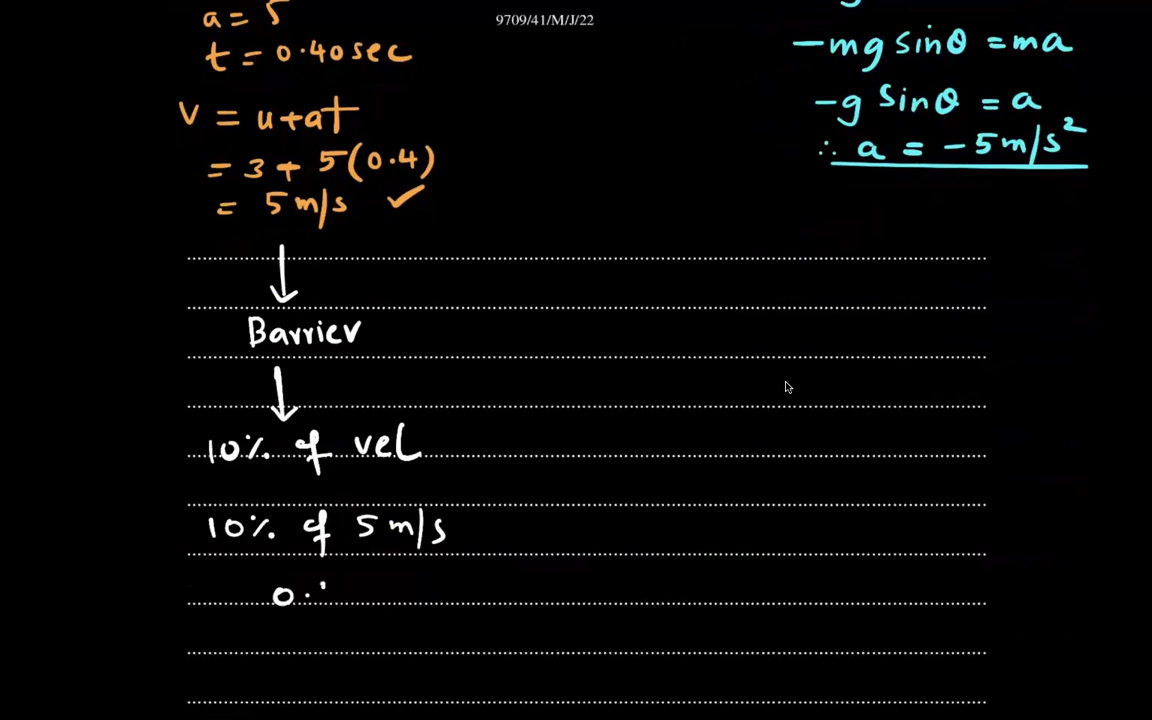 a = 5
t = 0.40 sec
v = u+at
= 3 + 5(0.4)
= 5 m/s ✓
↓
Barrier
↓
10% of vel
10% of 5 m/s
0.
9709/41/M/J/22
-mg sinθ = ma
-g sinθ = a
∴ a = -5 m/s²